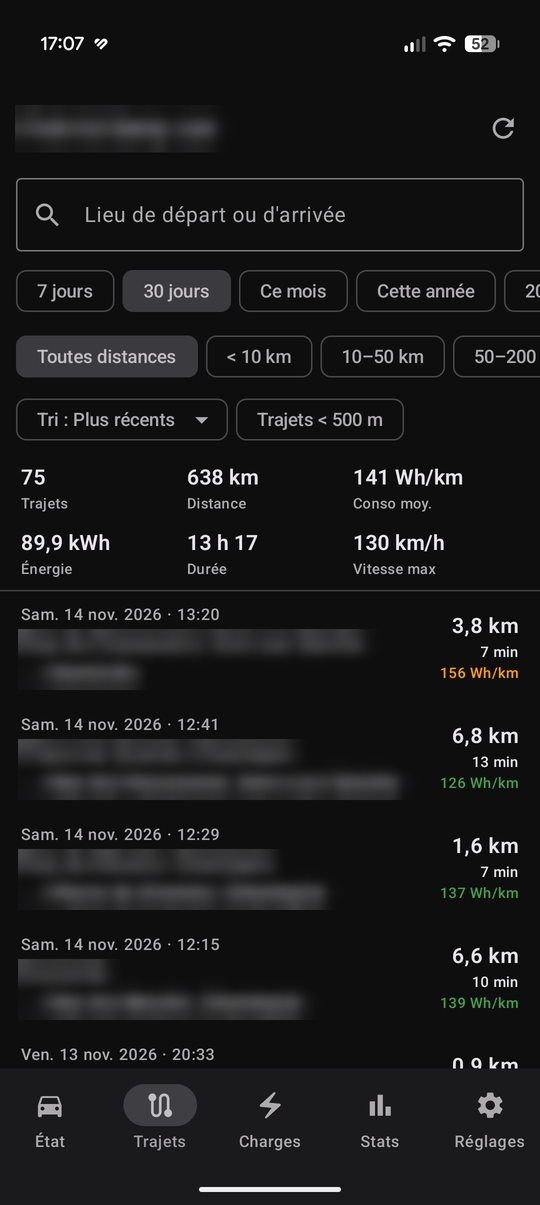 17:07
52
Lieu de départ ou d'arrivée
7 jours
30 jours
Ce mois
Cette année
20
Toutes distances
< 10 km
10–50 km
50–200
Tri : Plus récents
Trajets < 500 m
75
638 km
141 Wh/km
Trajets
Distance
Conso moy.
89,9 kWh
13 h 17
130 km/h
Énergie
Durée
Vitesse max
Sam. 14 nov. 2026 · 13:20
3,8 km
7 min
156 Wh/km
Sam. 14 nov. 2026 · 12:41
6,8 km
13 min
126 Wh/km
Sam. 14 nov. 2026 · 12:29
1,6 km
7 min
137 Wh/km
Sam. 14 nov. 2026 · 12:15
6,6 km
10 min
139 Wh/km
Ven. 13 nov. 2026 · 20:33
0,9 km
État
Trajets
Charges
Stats
Réglages